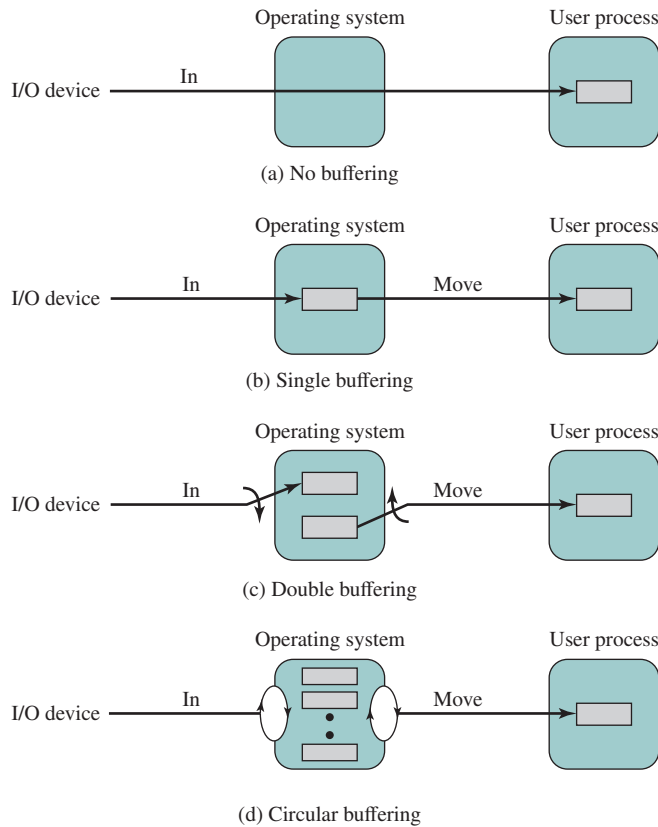 Operating system User process
In
I/O device
(a) No buffering
Operating system User process
In Move
I/O device
(b) Single buffering
Operating system User process
In Move
I/O device
(c) Double buffering
Operating system User process
In Move
I/O device
(d) Circular buffering